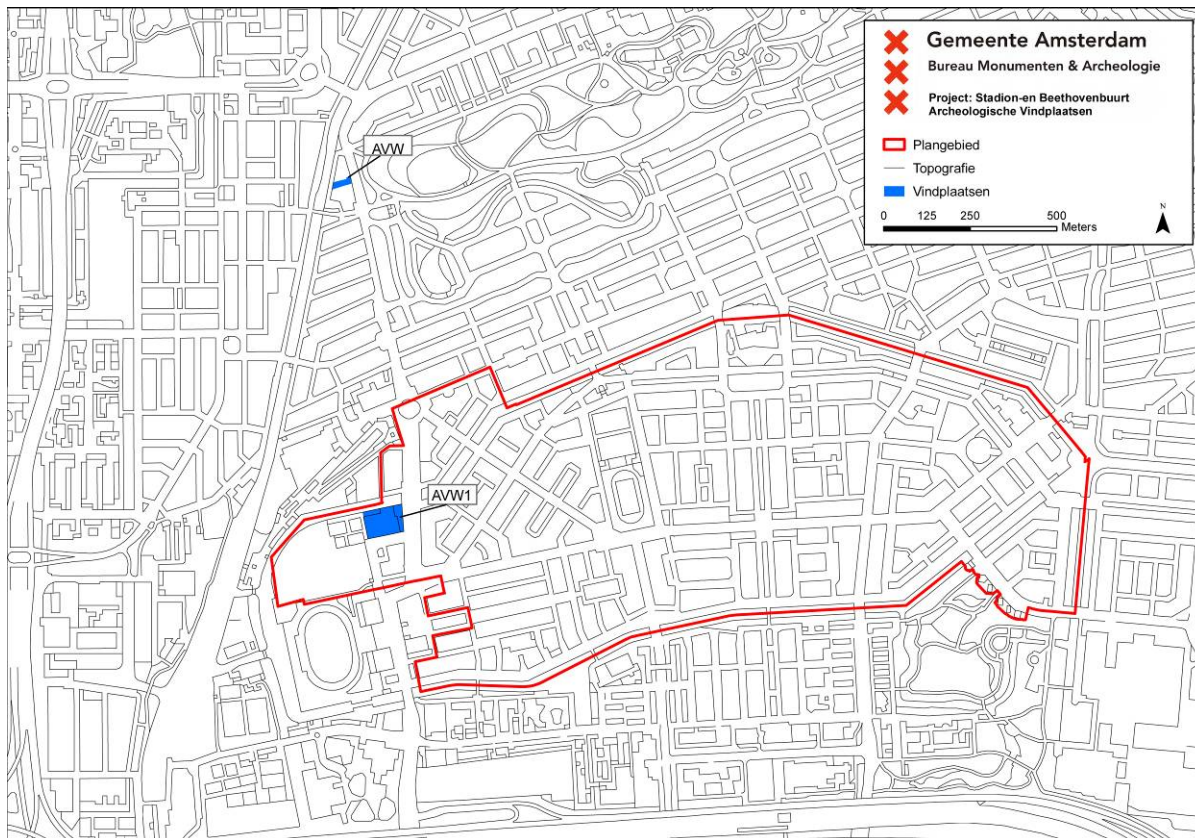 Gemeente Amsterdam
Bureau Monumenten & Archeologie
Project: Stadion-en Beethovenbuurt
Archeologische Vindplaatsen
Plangebied
Topografie
Vindplaatsen
0 125 250 500
Meters
N
AVW
AVW1